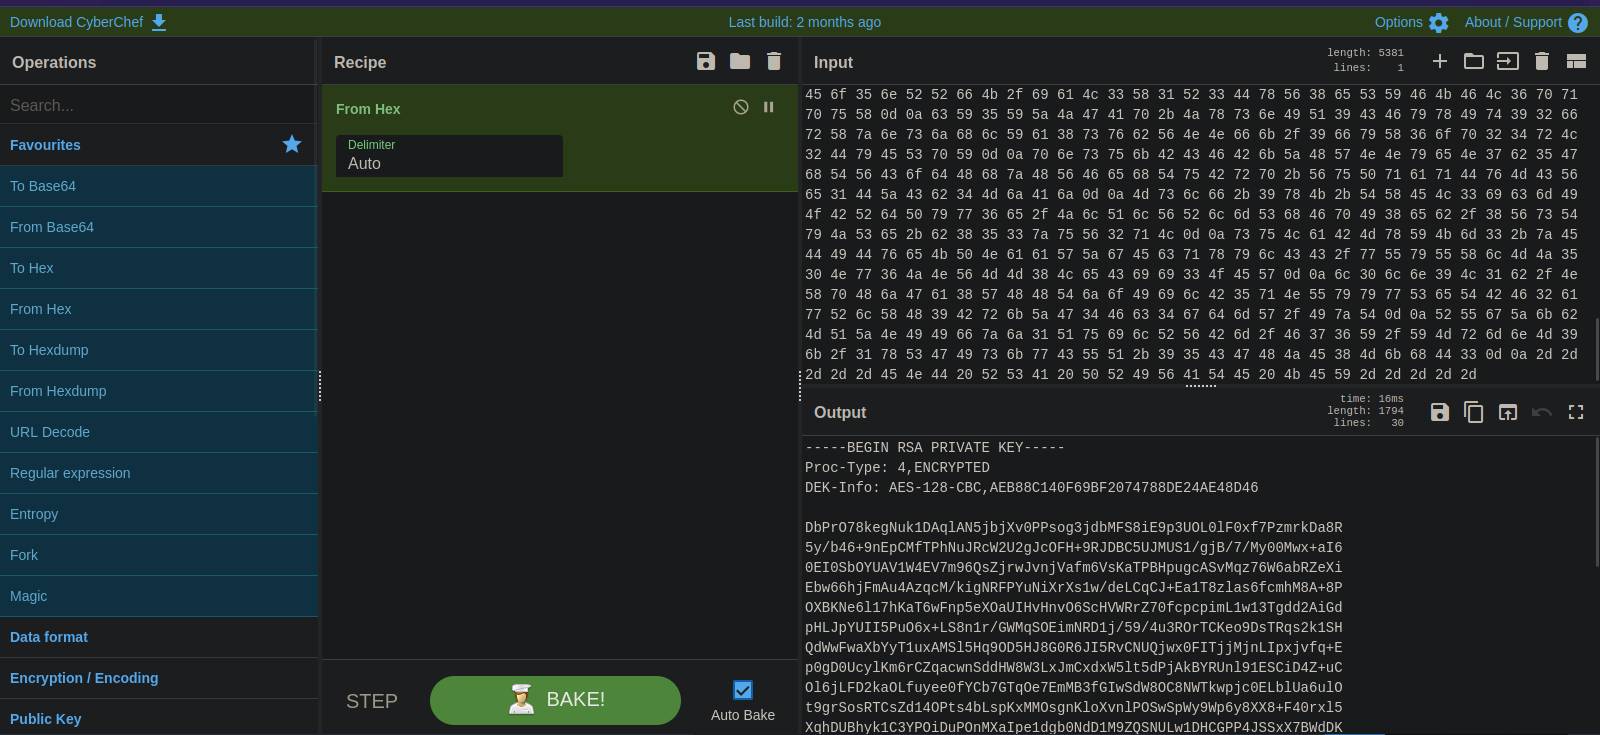 Download CyberChef
Last build: 2 months ago
Options
About / Support
Operations
Search...
Favourites
To Base64
From Base64
To Hex
From Hex
To Hexdump
From Hexdump
URL Decode
Regular expression
Entropy
Fork
Magic
Data format
Encryption / Encoding
Public Key
Recipe
From Hex
Delimiter
Auto
STEP
BAKE!
Auto Bake
Input
length: 5381
lines: 1
45 6f 35 6e 52 52 66 4b 2f 69 61 4c 33 58 31 52 33 44 78 56 38 65 53 59 46 4b 46 4c 36 70 71
70 75 58 0d 0a 63 59 35 59 5a 4a 47 41 70 2b 4a 78 73 6e 49 51 39 43 46 79 78 49 74 39 32 66
72 58 7a 6e 73 6a 68 6c 59 61 38 73 76 62 56 4e 4e 66 6b 2f 39 66 79 58 36 6f 70 32 34 72 4c
32 44 79 45 53 70 59 0d 0a 70 6e 73 75 6b 42 43 46 42 6b 5a 48 57 4e 4e 79 65 4e 37 62 35 47
68 54 56 43 6f 64 48 68 7a 48 56 46 65 68 54 75 42 72 70 2b 56 75 50 71 61 71 44 76 4d 43 56
65 31 44 5a 43 62 34 4d 6a 41 6a 0d 0a 4d 73 6c 66 2b 39 78 4b 2b 54 58 45 4c 33 69 63 6d 49
4f 42 52 64 50 79 77 36 65 2f 4a 6c 51 6c 56 52 6c 6d 53 68 46 70 49 38 65 62 2f 38 56 73 54
79 4a 53 65 2b 62 38 35 33 7a 75 56 32 71 4c 0d 0a 73 75 4c 61 42 4d 78 59 4b 6d 33 2b 7a 45
44 49 44 76 65 4b 50 4e 61 61 57 5a 67 45 63 71 78 79 6c 43 43 2f 77 55 79 55 58 6c 4d 4a 35
30 4e 77 36 4a 4e 56 4d 4d 38 4c 65 43 69 69 33 4f 45 57 0d 0a 6c 30 6c 6e 39 4c 31 62 2f 4e
58 70 48 6a 47 61 38 57 48 48 54 6a 6f 49 69 6c 42 35 71 4e 55 79 79 77 53 65 54 42 46 32 61
77 52 6c 58 48 39 42 72 6b 5a 47 34 46 63 34 67 64 6d 57 2f 49 7a 54 0d 0a 52 55 67 5a 6b 62
4d 51 5a 4e 49 49 66 7a 6a 31 51 75 69 6c 52 56 42 6d 2f 46 37 36 59 2f 59 4d 72 6d 6e 4d 39
6b 2f 31 78 53 47 49 73 6b 77 43 55 51 2b 39 35 43 47 48 4a 45 38 4d 6b 68 44 33 0d 0a 2d 2d
2d 2d 2d 45 4e 44 20 52 53 41 20 50 52 49 56 41 54 45 20 4b 45 59 2d 2d 2d 2d 2d
Output
time: 16ms
length: 1794
lines: 30
-----BEGIN RSA PRIVATE KEY-----
Proc-Type: 4,ENCRYPTED
DEK-Info: AES-128-CBC,AEB88C140F69BF2074788DE24AE48D46
DbPrO78kegNuk1DAqlAN5jbjXv0PPsog3jdbMFS8iE9p3UOL0lF0xf7PzmrkDa8R
5y/b46+9nEpCMfTPhNuJRcW2U2gJcOFH+9RJDBC5UJMUS1/gjB/7/My00Mwx+aI6
0EI0SbOYUAV1W4EV7m96QsZjrwJvnjVafm6VsKaTPBHpugcASvMqz76W6abRZeXi
Ebw66hjFmAu4AzqcM/kigNRFPYuNiXrXs1w/deLCqCJ+Ea1T8zlas6fcmhM8A+8P
OXBKNe6l17hKaT6wFnp5eXOaUIHvHnvO6ScHVWRrZ70fcpcpimL1w13Tgdd2AiGd
pHLJpYUII5PuO6x+LS8n1r/GWMqSOEimNRD1j/59/4u3ROrTCKeo9DsTRqs2k1SH
QdWwFwaXbYyT1uxAMSl5Hq9OD5HJ8G0R6JI5RvCNUQjwx0FITjjMjnLIpxjvfq+E
p0gD0UcylKm6rCZqacwnSddHW8W3LxJmCxdxW5lt5dPjAkBYRUnl91ESCiD4Z+uC
Ol6jLFD2kaOLfuyee0fYCb7GTqOe7EmMB3fGIwSdW8OC8NWTkwpjc0ELblUa6ulO
t9grSosRTCsZd14OPts4bLspKxMMOsgnKloXvnlPOSwSpWy9Wp6y8XX8+F40rxl5
XqhDUBhyk1C3YPOiDuPOnMXaIpe1dgb0NdD1M9ZQSNULw1DHCGPP4JSSxX7BWdDK